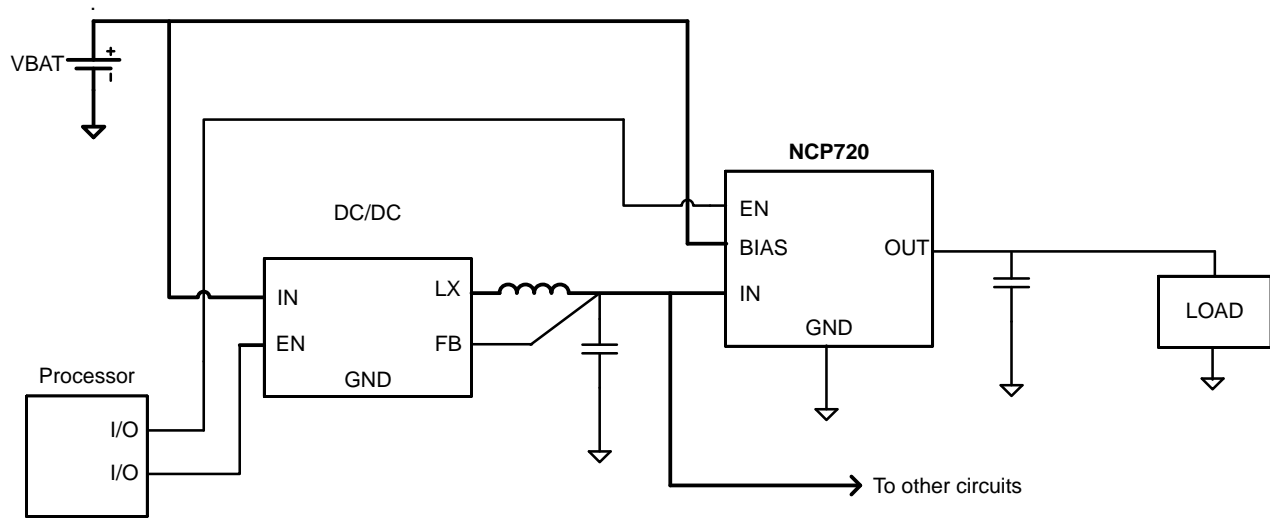 VBAT
+
NCP720
EN
DC/DC
BIAS
OUT
LX
IN
IN
LOAD
GND
EN
FB
Processor
GND
I/O
I/O
To other circuits